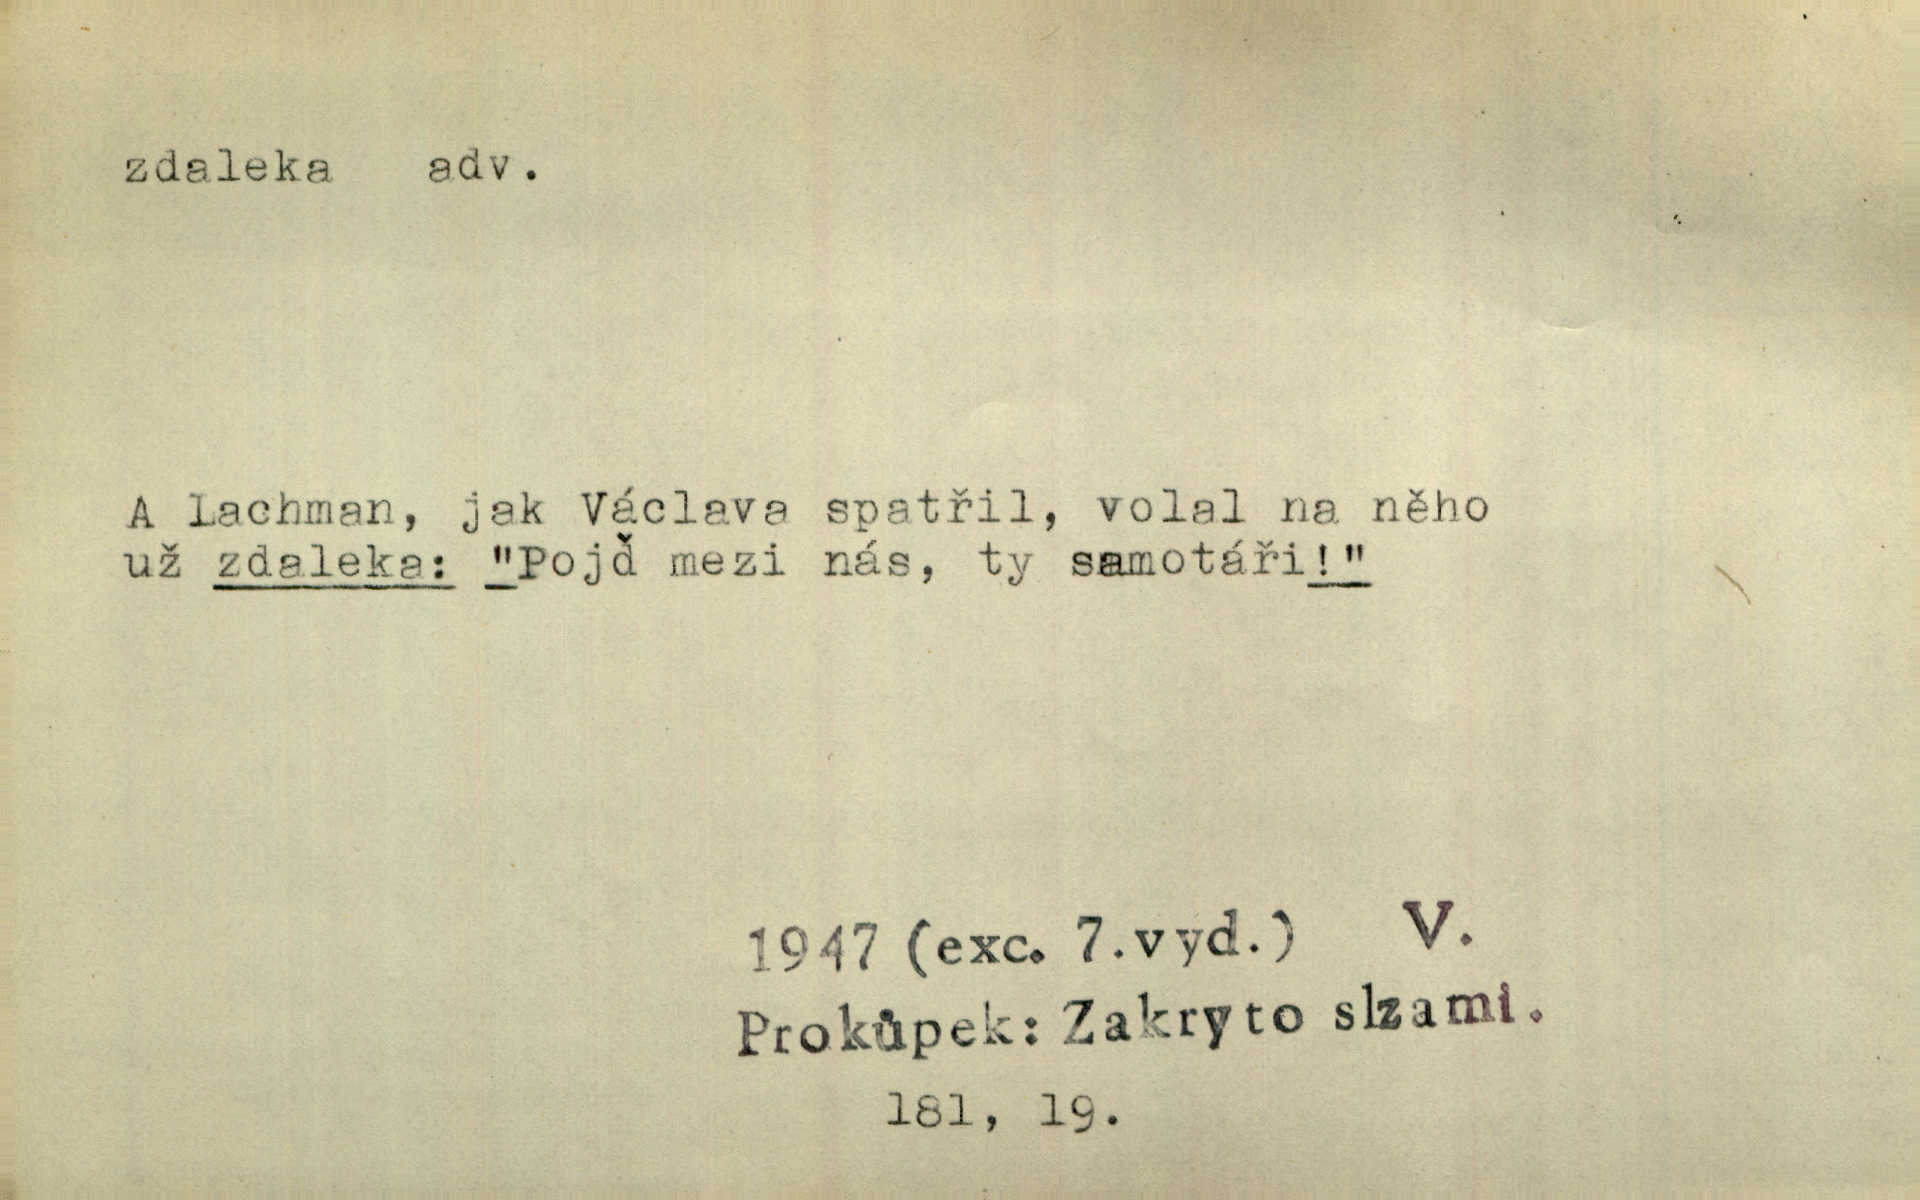 zdaleka adv.
A Lachman, jak Václava spatřil, volal na něho
už zdaleka: "Pojď mezi nás, ty samotáři!"
1947 (exc. 7.vyd.) V.
Prokůpek: Zakryto slzami.
181, 19.